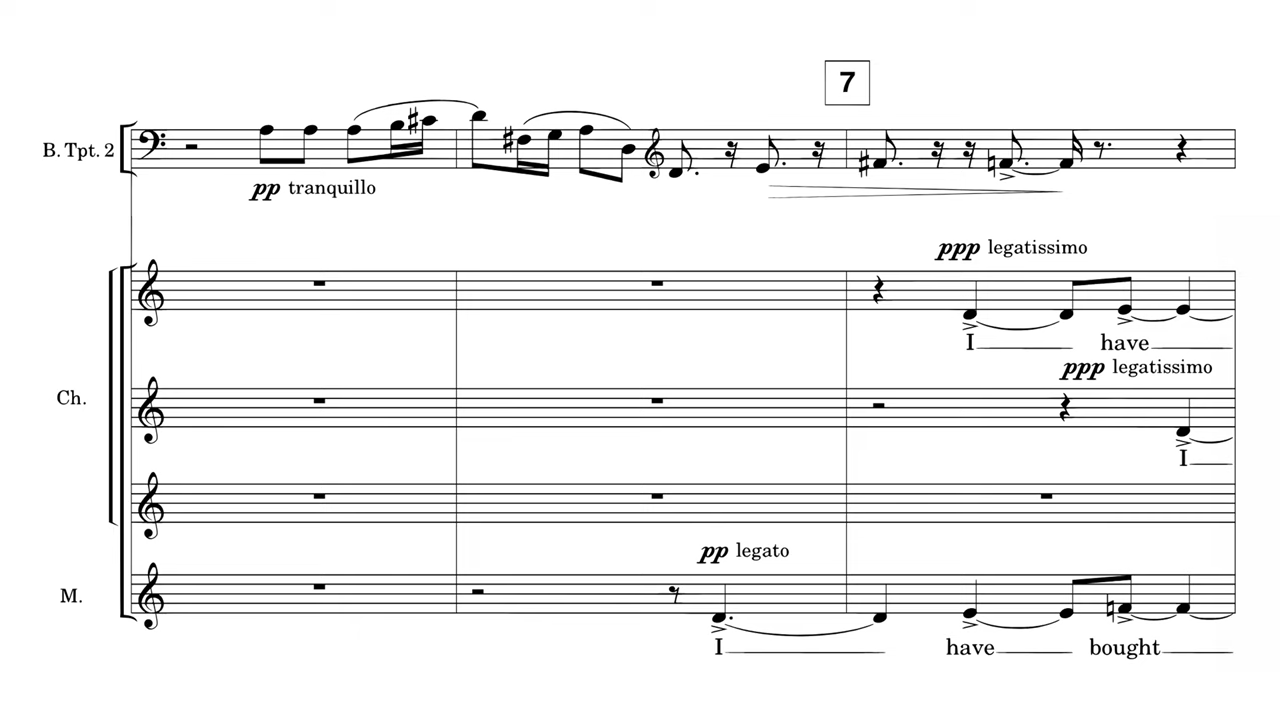 7
B. Tpt. 2
pp tranquillo
ppp legatissimo
I have
ppp legatissimo
Ch.
I
pp legato
M.
I have bought